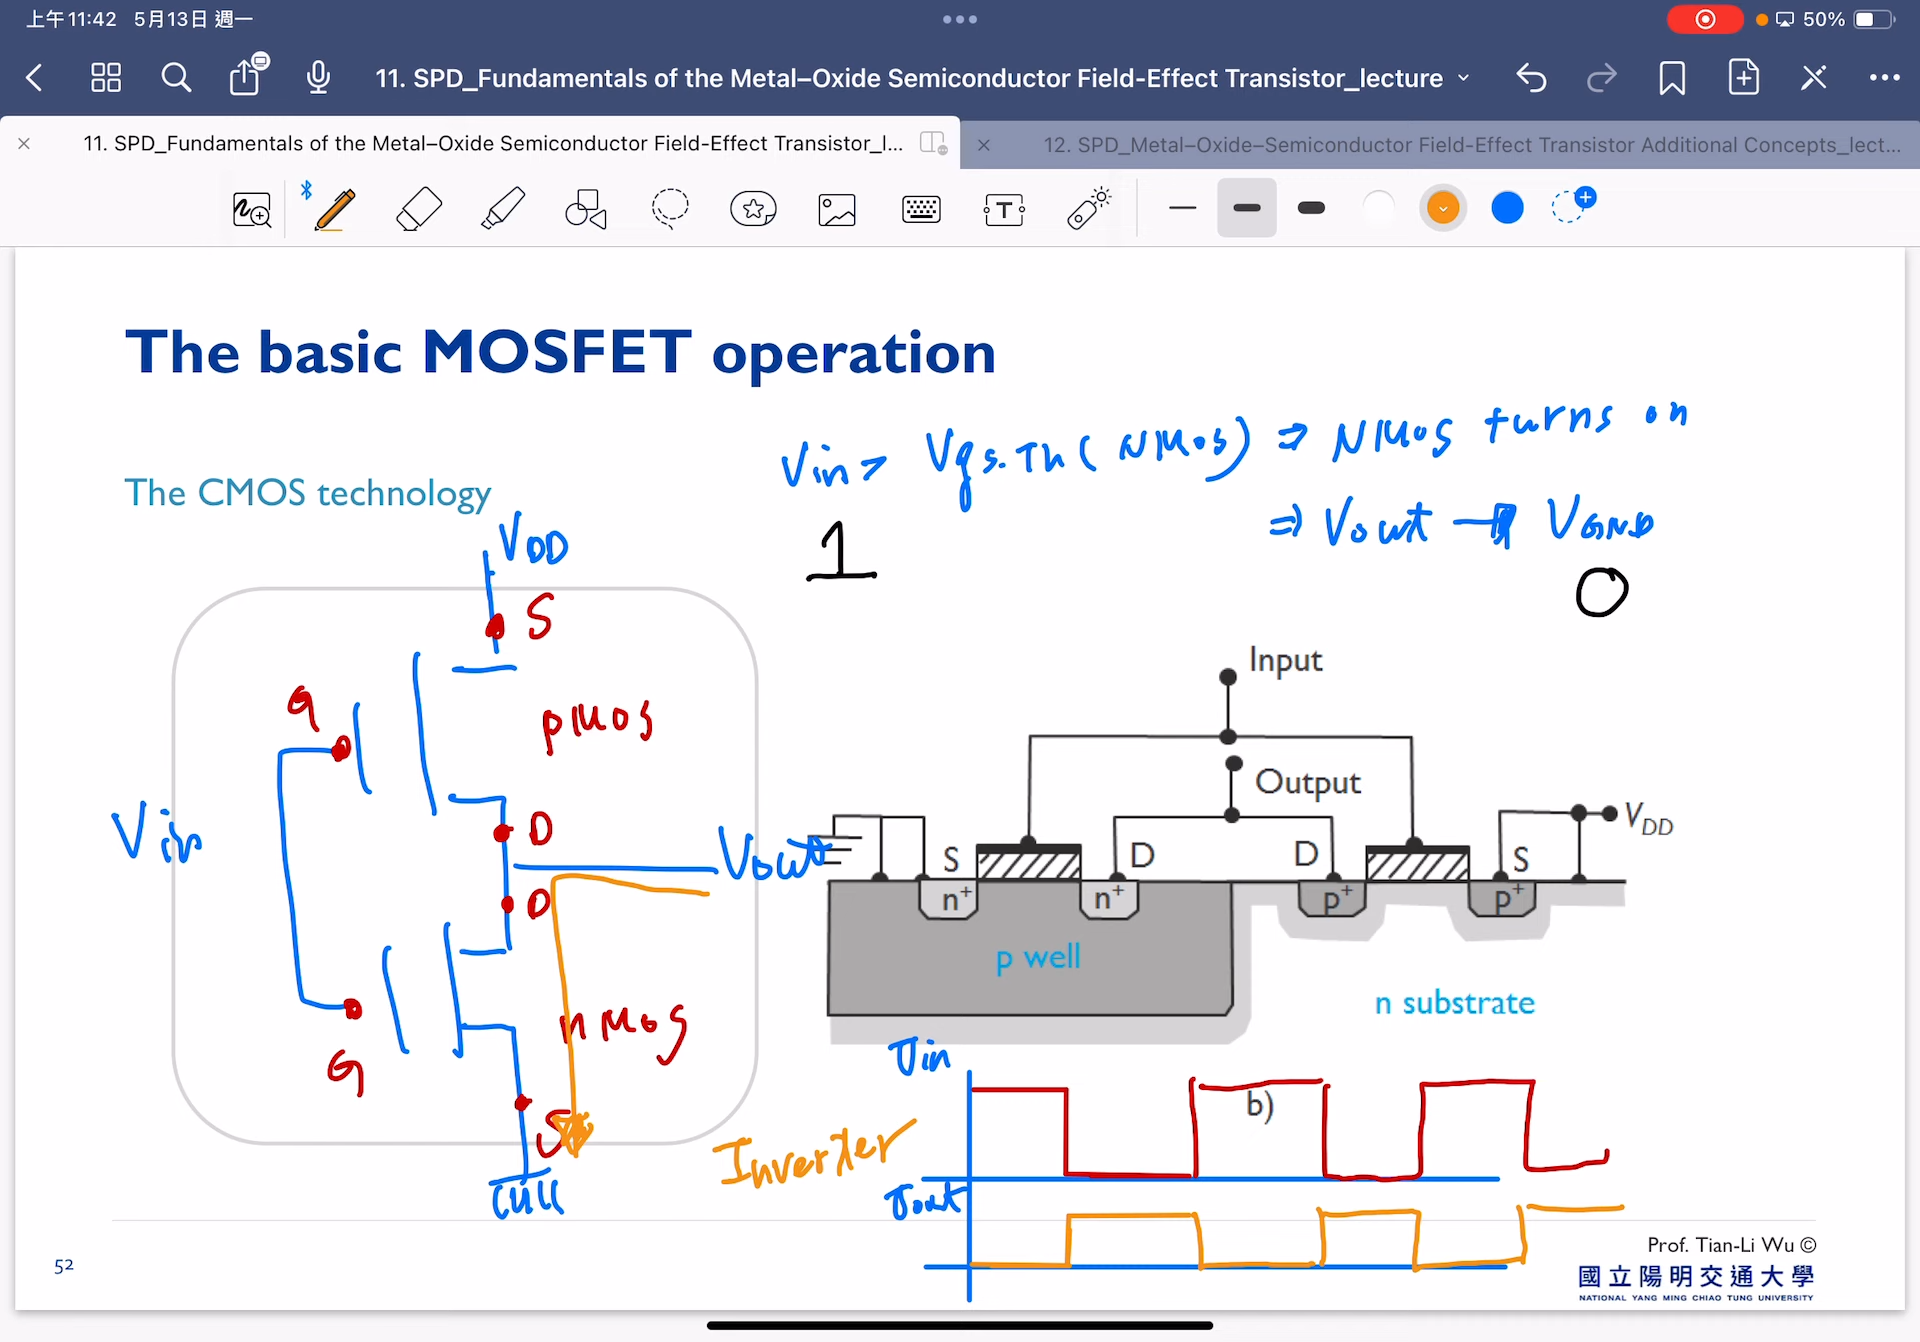 上午11:42 5月13日 週一
50%
11. SPD_Fundamentals of the Metal–Oxide Semiconductor Field-Effect Transistor_lecture
11. SPD_Fundamentals of the Metal–Oxide Semiconductor Field-Effect Transistor_l...
12. SPD_Metal–Oxide–Semiconductor Field-Effect Transistor Additional Concepts_lect...
The basic MOSFET operation
Vin > Vgs.Th (NMOS) ⇒ NMOS turns on
The CMOS technology
⇒ Vout → VGND
1
0
VDD
S
G
pMOS
D
Vin
Vout
D
nMOS
G
S
Input
Output
VDD
S
D
D
S
n+
n+
p+
p+
p well
n substrate
Vin
b)
Inverter
Vout
52
Prof. Tian-Li Wu ©
國立陽明交通大學
NATIONAL YANG MING CHIAO TUNG UNIVERSITY